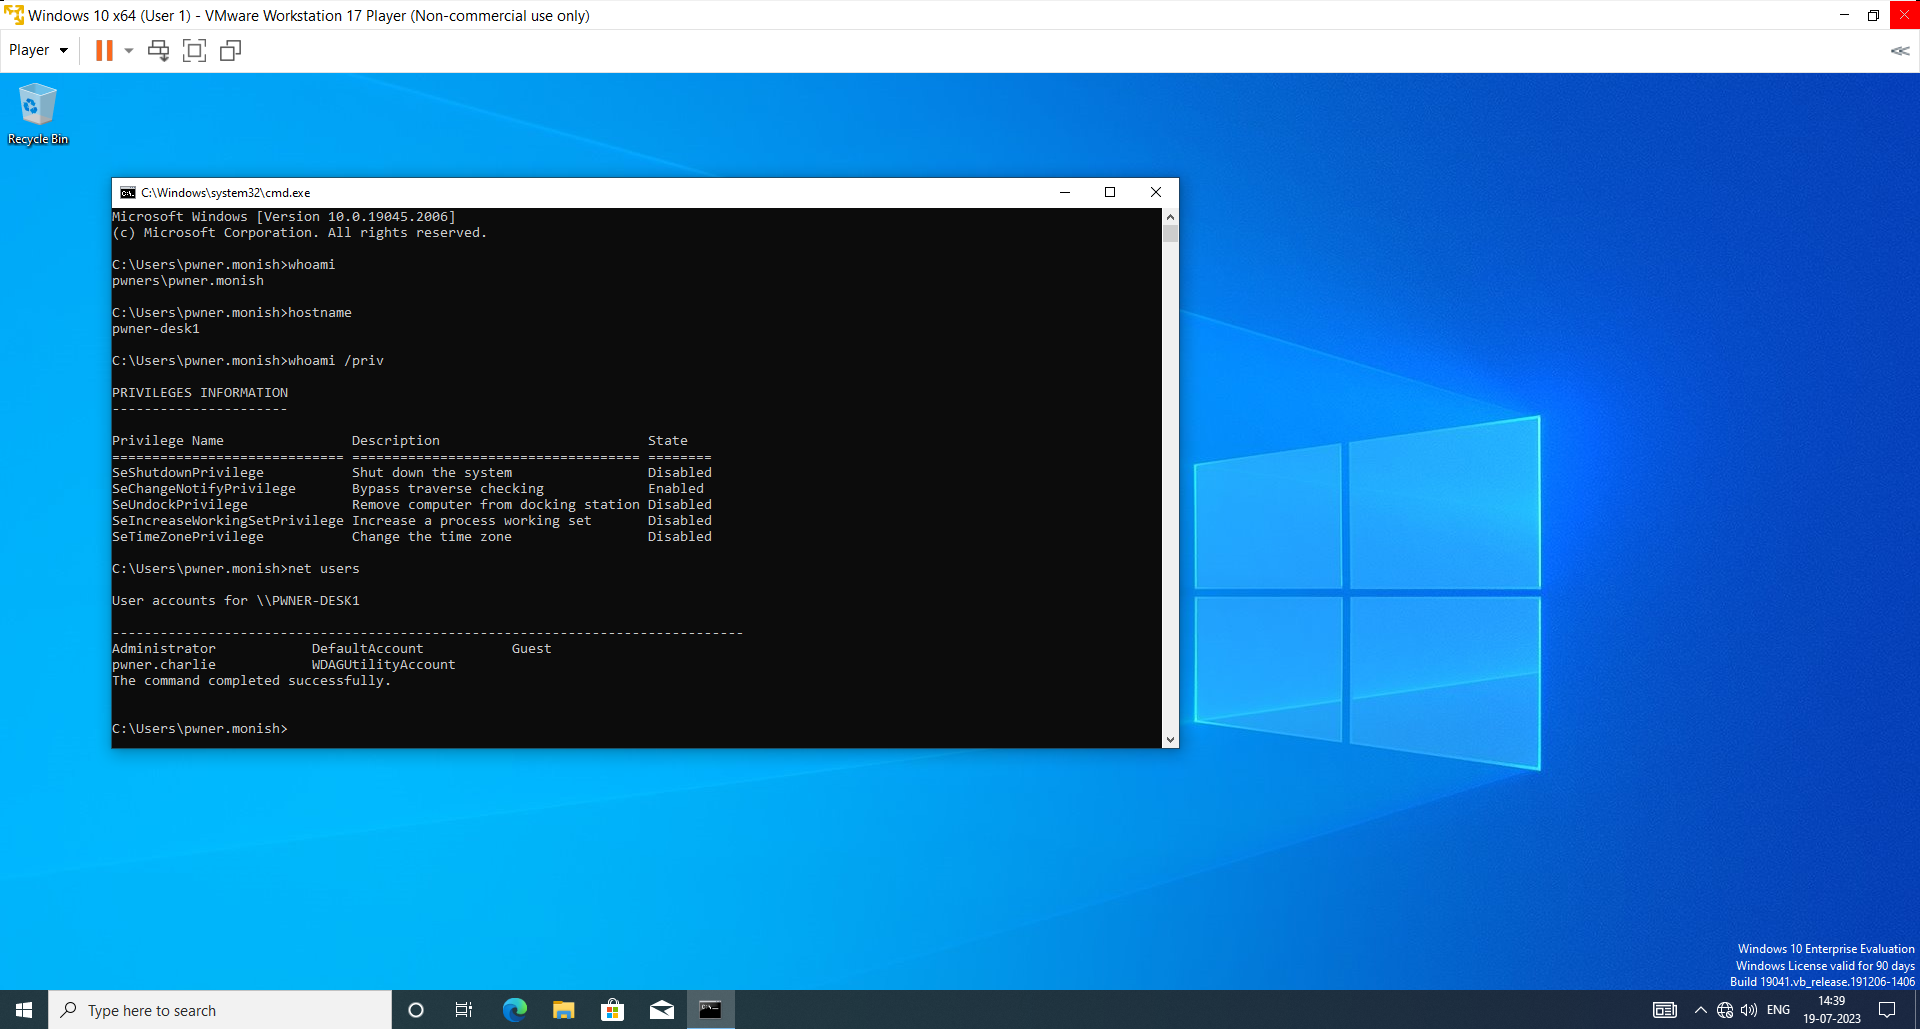 Windows 10 x64 (User 1) - VMware Workstation 17 Player (Non-commercial use only)
Player
Recycle Bin
C:\Windows\system32\cmd.exe
Microsoft Windows [Version 10.0.19045.2006]
(c) Microsoft Corporation. All rights reserved.
C:\Users\pwner.monish>whoami
pwners\pwner.monish
C:\Users\pwner.monish>hostname
pwner-desk1
C:\Users\pwner.monish>whoami /priv
PRIVILEGES INFORMATION
----------------------
Privilege Name                Description                          State
============================= ==================================== ========
SeShutdownPrivilege           Shut down the system                 Disabled
SeChangeNotifyPrivilege       Bypass traverse checking             Enabled
SeUndockPrivilege             Remove computer from docking station Disabled
SeIncreaseWorkingSetPrivilege Increase a process working set       Disabled
SeTimeZonePrivilege           Change the time zone                 Disabled
C:\Users\pwner.monish>net users
User accounts for \\PWNER-DESK1
-------------------------------------------------------------------------------
Administrator            DefaultAccount           Guest
pwner.charlie            WDAGUtilityAccount
The command completed successfully.
C:\Users\pwner.monish>
Windows 10 Enterprise Evaluation
Windows License valid for 90 days
Build 19041.vb_release.191206-1406
Type here to search
ENG
14:39
19-07-2023